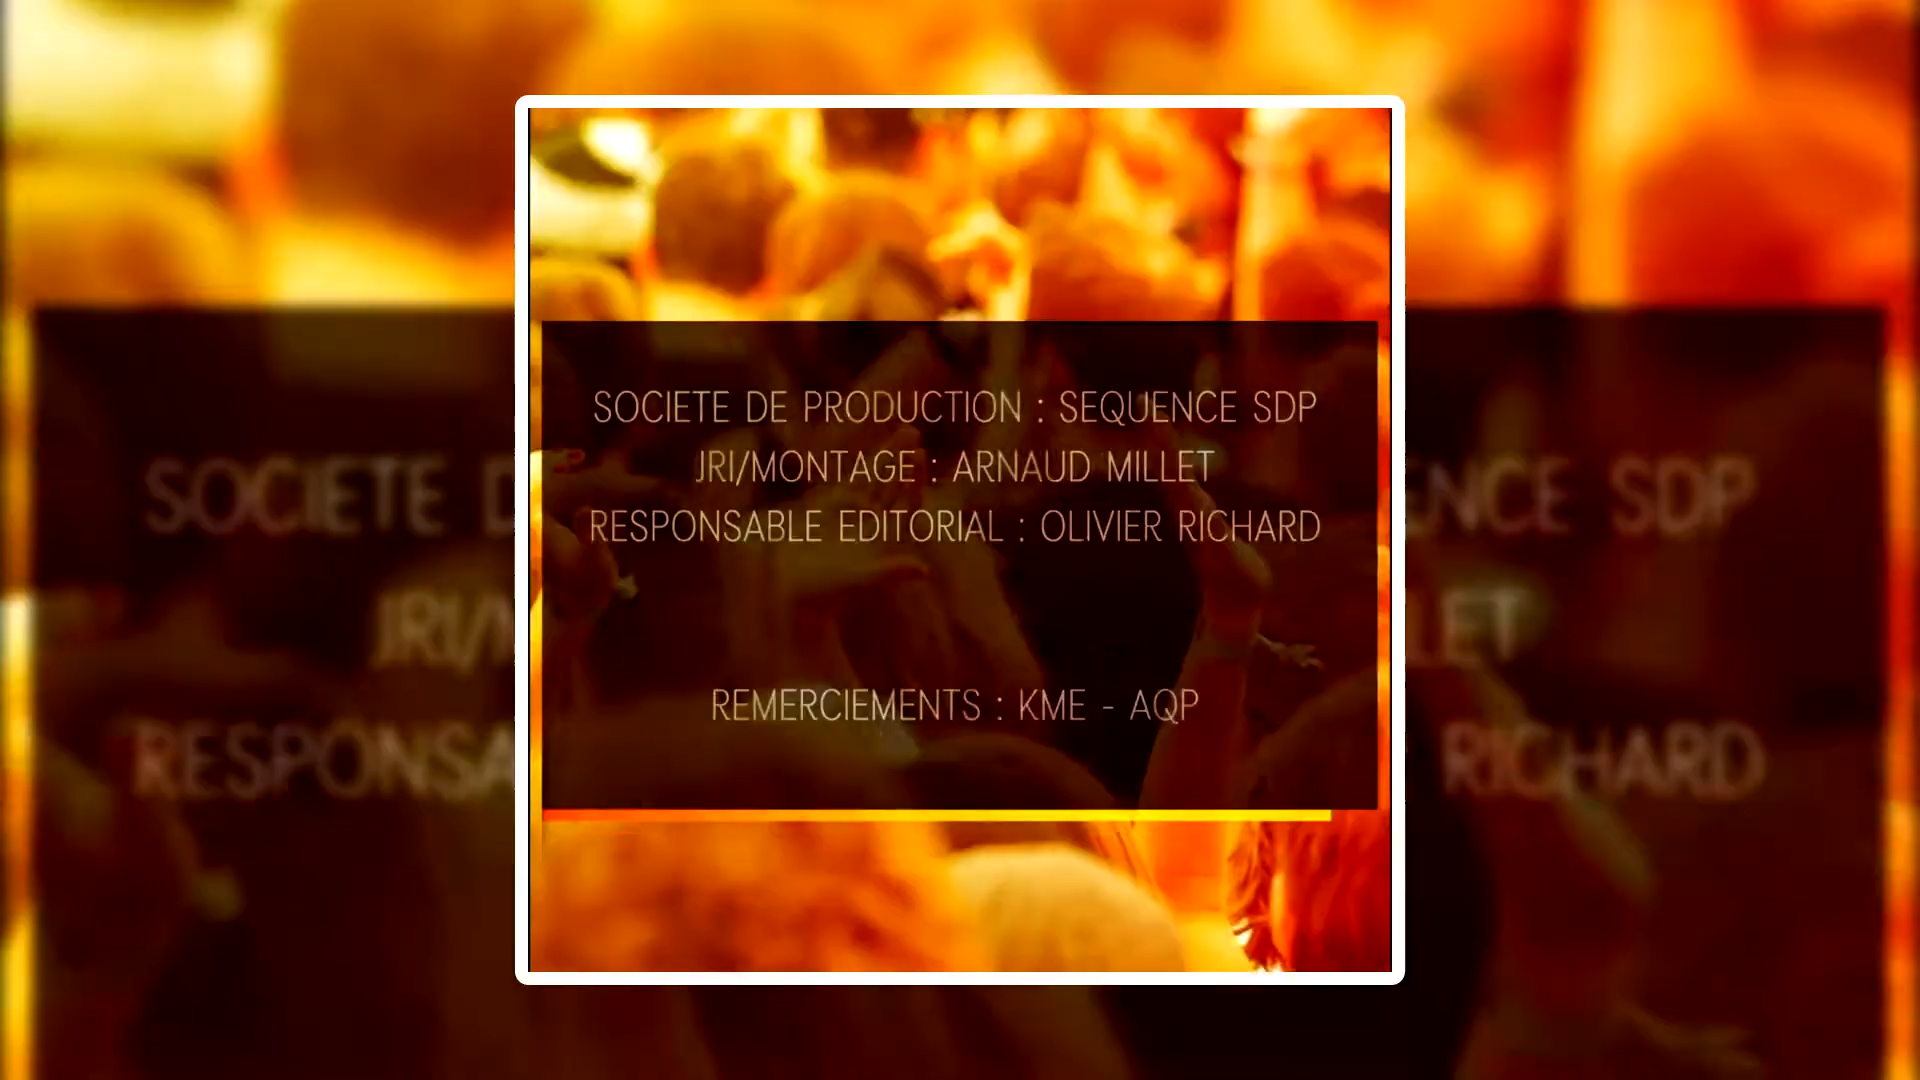 SOCIETE DE PRODUCTION : SEQUENCE SDP
JRI/MONTAGE : ARNAUD MILLET
RESPONSABLE EDITORIAL : OLIVIER RICHARD
REMERCIEMENTS : KME - AQP